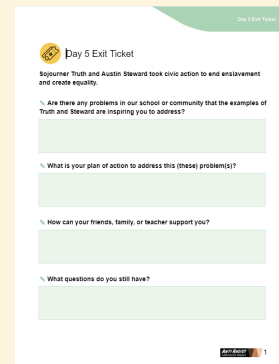 Day 5 Exit Ticket
Day 5 Exit Ticket
Sojourner Truth and Austin Steward took civic action to end enslavement
and create equality.
Are there any problems in our school or community that the examples of
Truth and Steward are inspiring you to address?
What is your plan of action to address this (these) problem(s)?
How can your friends, family, or teacher support you?
What questions do you still have?
1